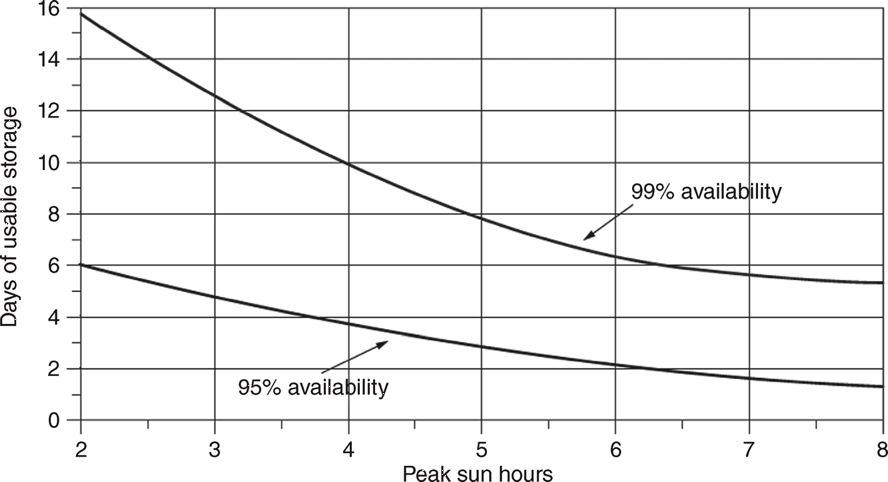 16
14
12
10
8
6
4
2
0
Days of usable storage
99% availability
95% availability
2 3 4 5 6 7 8
Peak sun hours